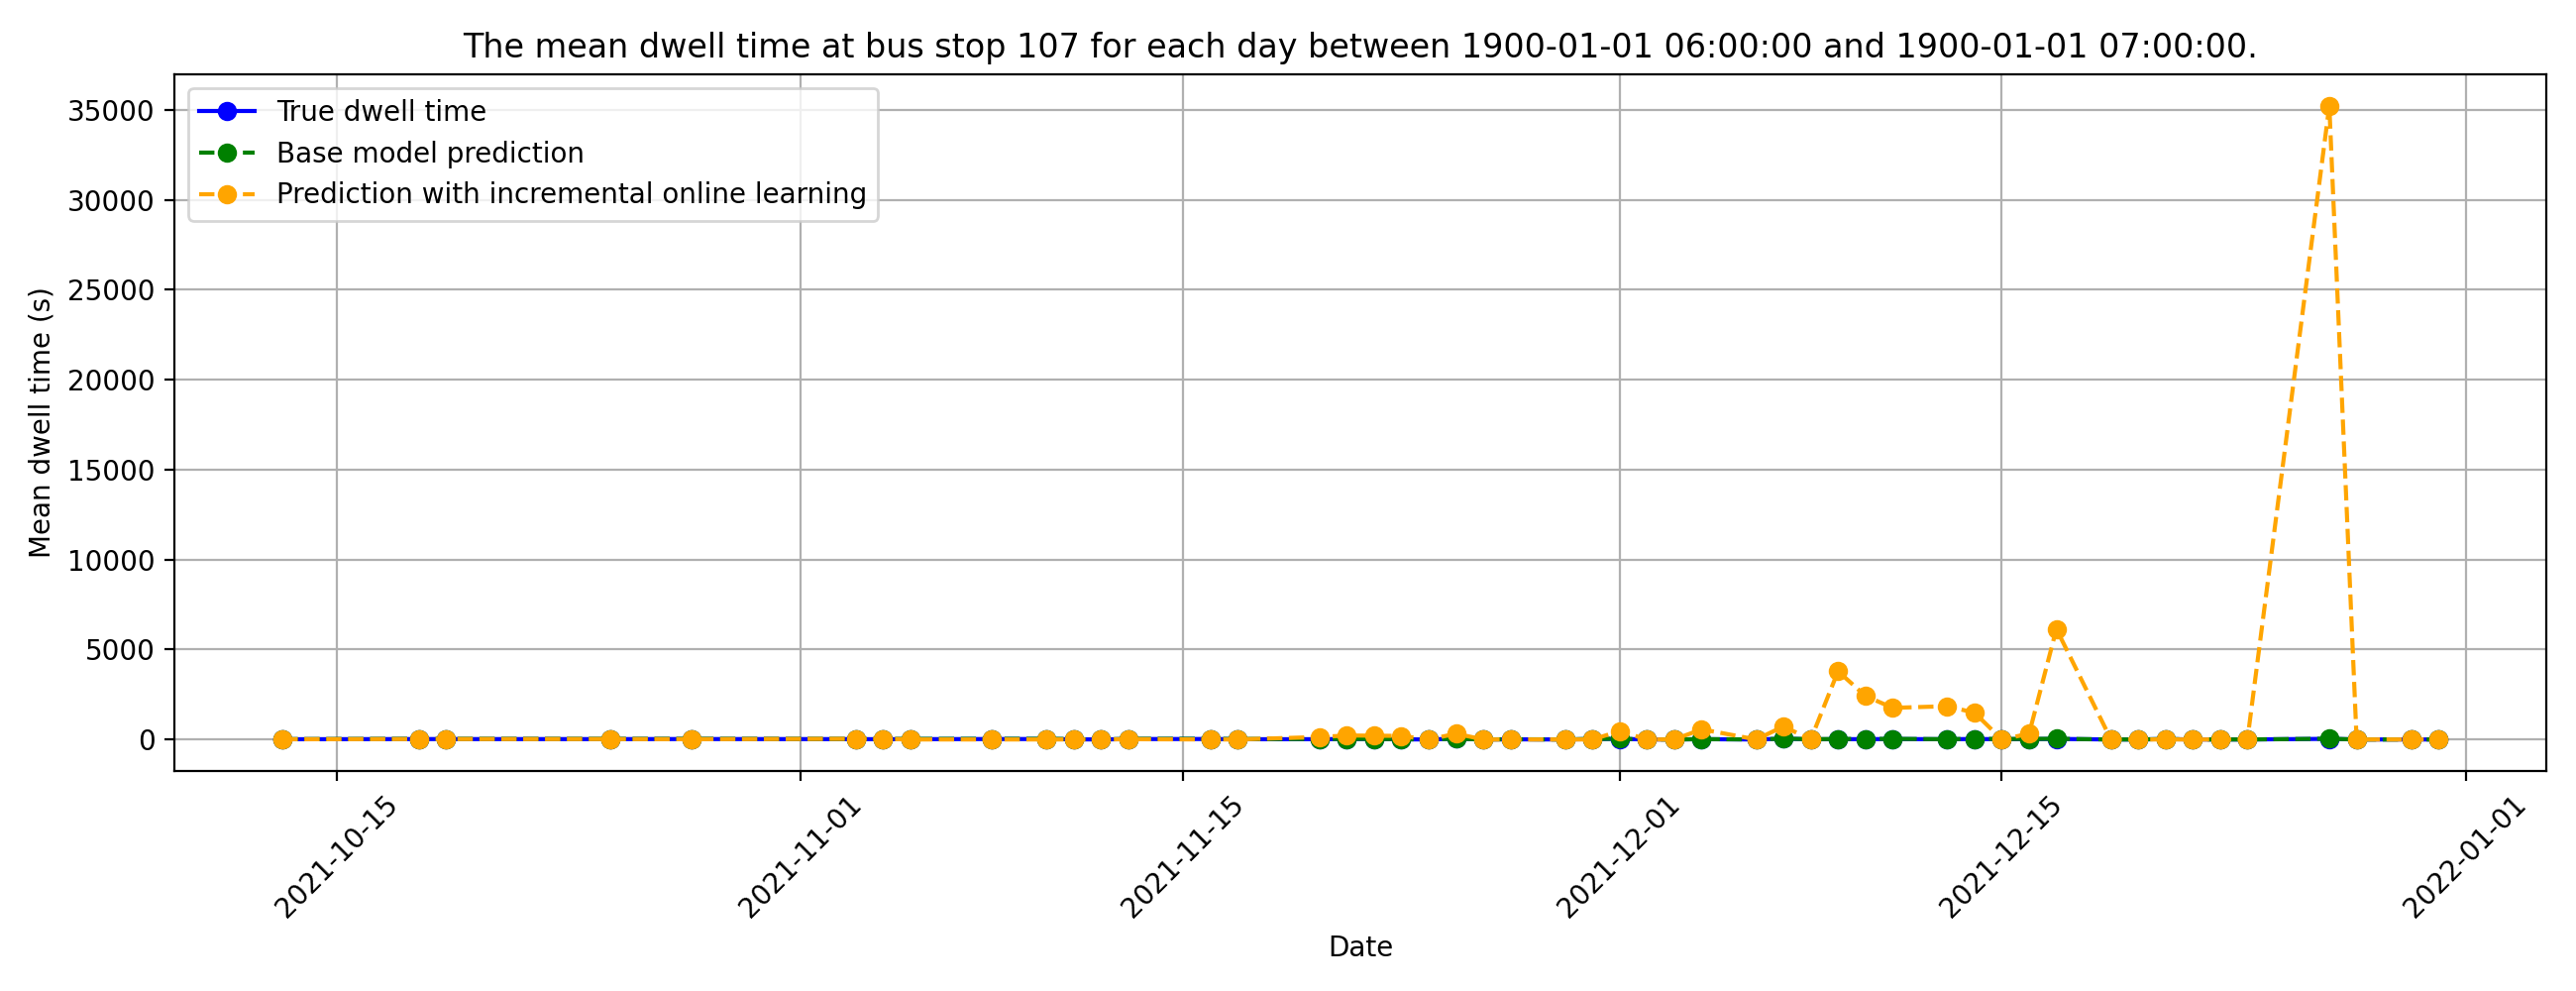 The mean dwell time at bus stop 107 for each day between 1900-01-01 06:00:00 and 1900-01-01 07:00:00.
True dwell time
Base model prediction
Prediction with incremental online learning
Mean dwell time (s)
35000
30000
25000
20000
15000
10000
5000
0
2021-10-15
2021-11-01
2021-11-15
2021-12-01
2021-12-15
2022-01-01
Date